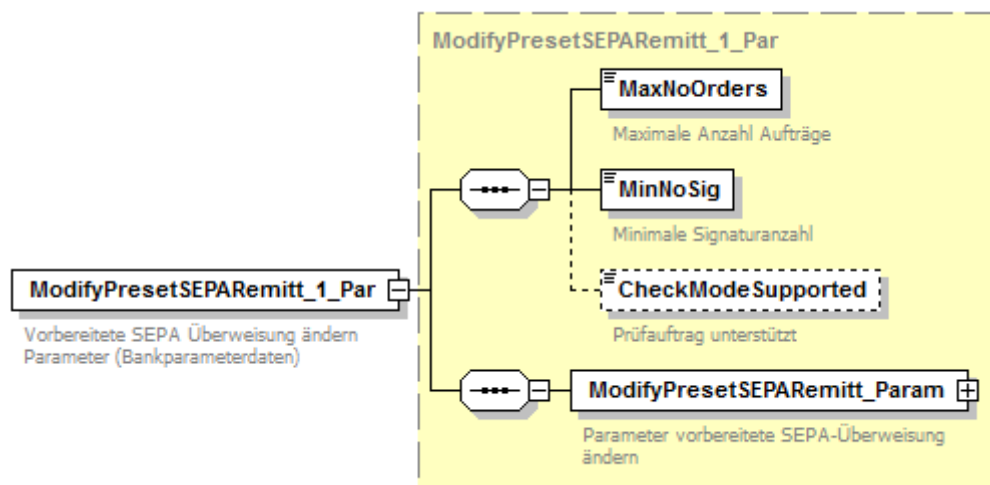 ModifyPresetSEPARemitt_1_Par
MaxNoOrders
Maximale Anzahl Aufträge
MinNoSig
Minimale Signaturanzahl
ModifyPresetSEPARemitt_1_Par
Vorbereitete SEPA Überweisung ändern
Parameter (Bankparameterdaten)
CheckModeSupported
Prüfauftrag unterstützt
ModifyPresetSEPARemitt_Param
Parameter vorbereitete SEPA-Überweisung
ändern